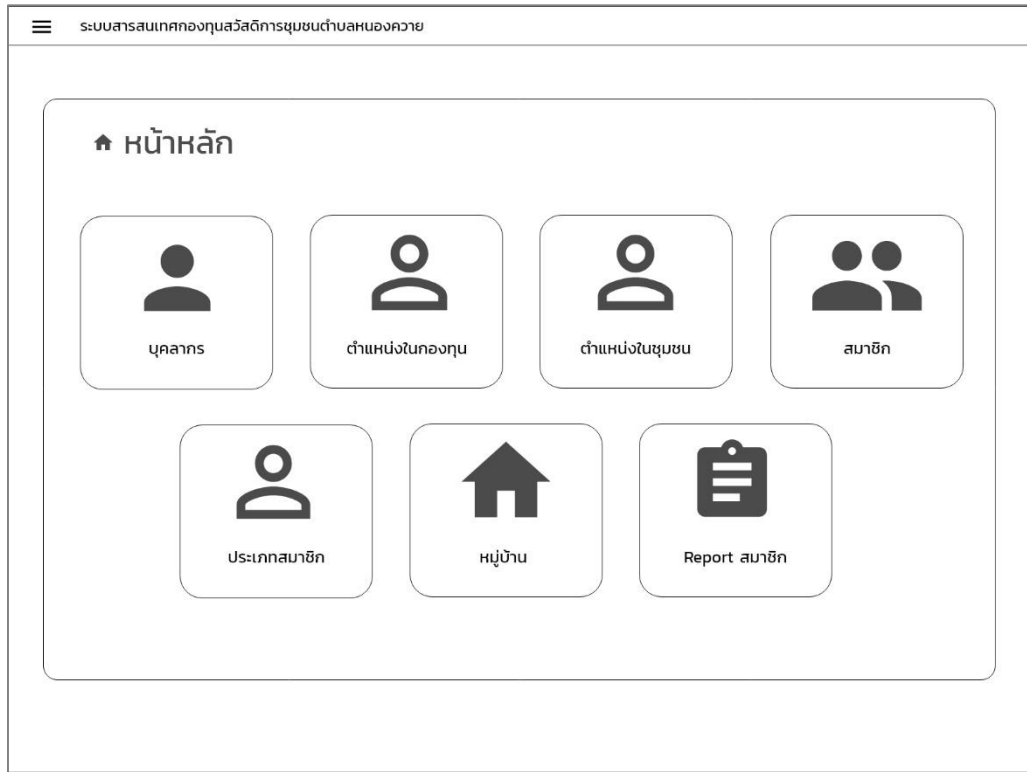 ระบบสารสนเทศกองทุนสวัสดิการชุมชนตำบลหนองควาย
หน้าหลัก
บุคลากร
ตำแหน่งในกองทุน
ตำแหน่งในชุมชน
สมาชิก
ประเภทสมาชิก
หมู่บ้าน
Report สมาชิก